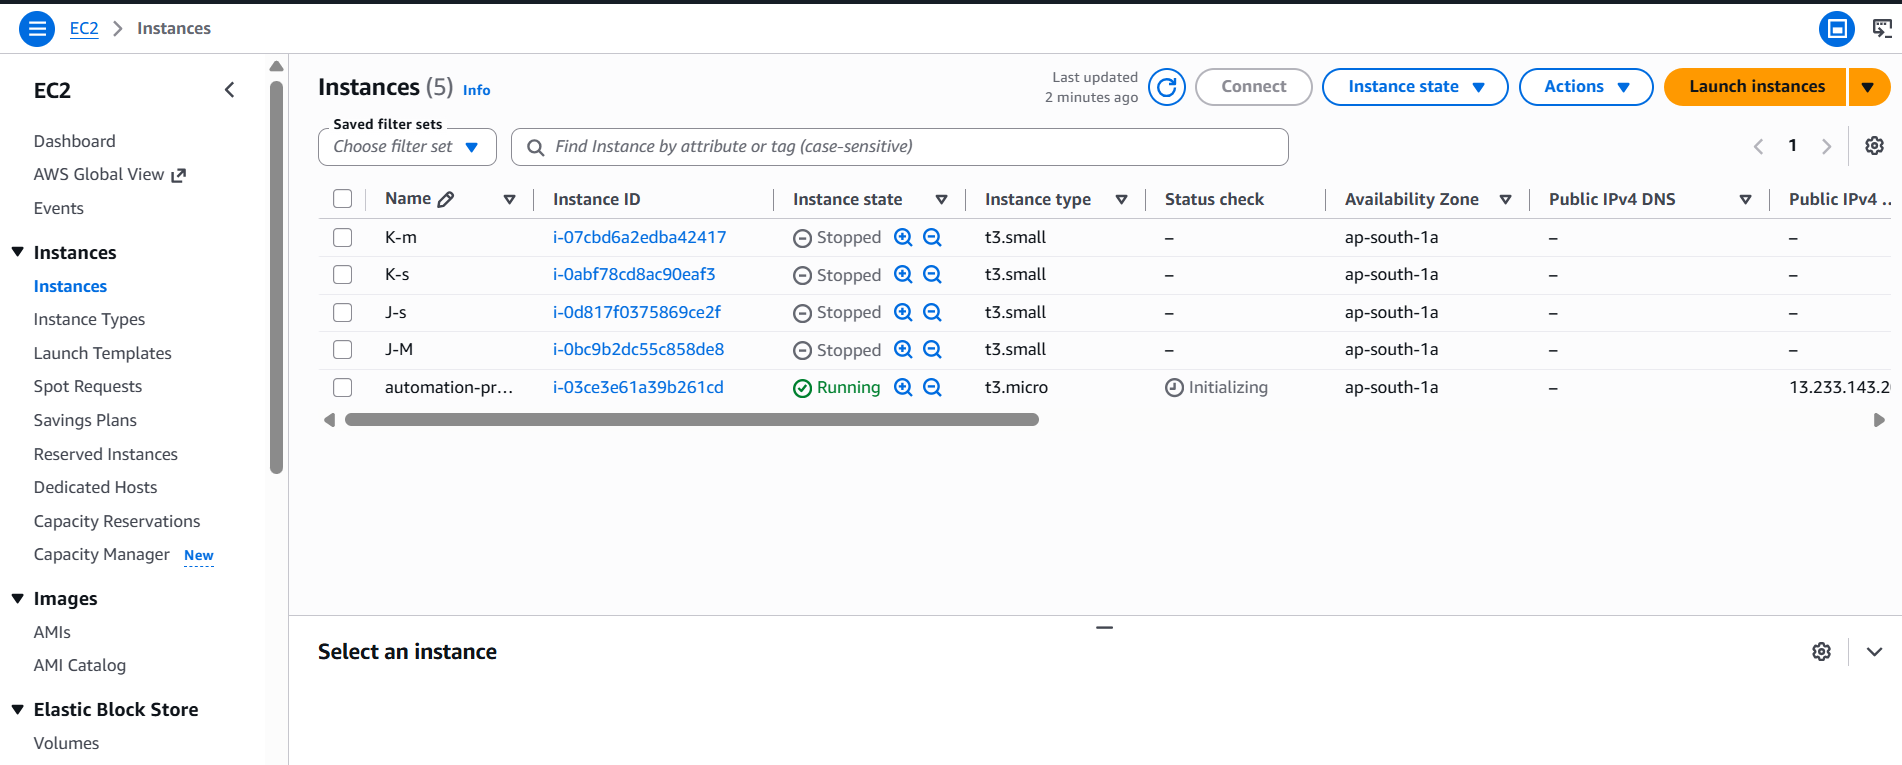 EC2 > Instances
EC2
Dashboard
AWS Global View
Events
Instances
Instances
Instance Types
Launch Templates
Spot Requests
Savings Plans
Reserved Instances
Dedicated Hosts
Capacity Reservations
Capacity Manager New
Images
AMIs
AMI Catalog
Elastic Block Store
Volumes
Instances (5) Info
Last updated
2 minutes ago
Connect
Instance state
Actions
Launch instances
Saved filter sets
Choose filter set
Find Instance by attribute or tag (case-sensitive)
1
Name Instance ID Instance state Instance type Status check Availability Zone Public IPv4 DNS Public IPv4 ..
K-m i-07cbd6a2edba42417 Stopped t3.small – ap-south-1a – –
K-s i-0abf78cd8ac90eaf3 Stopped t3.small – ap-south-1a – –
J-s i-0d817f0375869ce2f Stopped t3.small – ap-south-1a – –
J-M i-0bc9b2dc55c858de8 Stopped t3.small – ap-south-1a – –
automation-pr... i-03ce3e61a39b261cd Running t3.micro Initializing ap-south-1a – 13.233.143.2
Select an instance